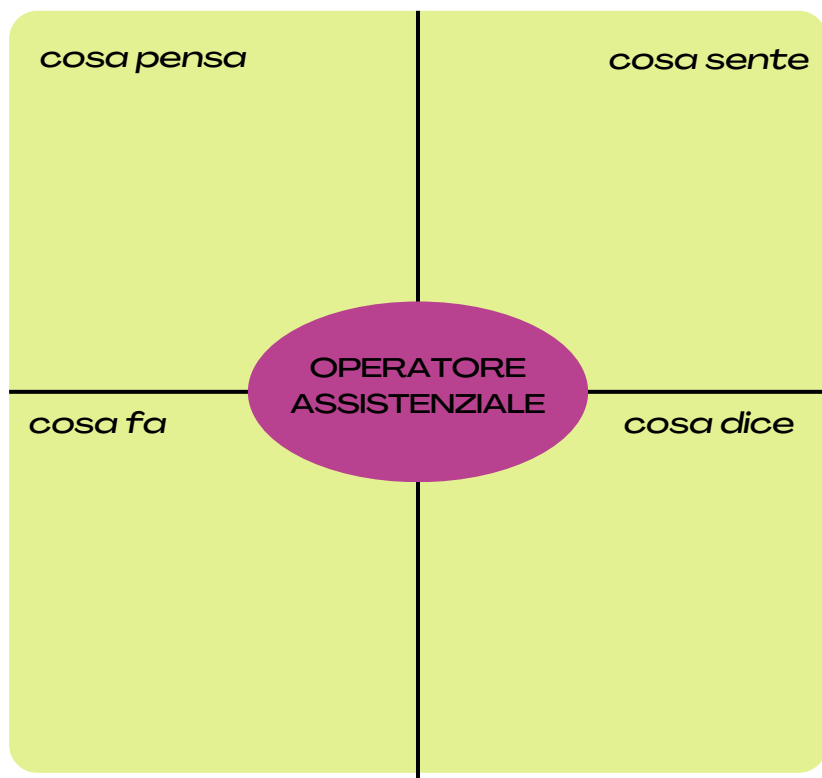 cosa pensa
cosa sente
OPERATORE
ASSISTENZIALE
cosa fa
cosa dice